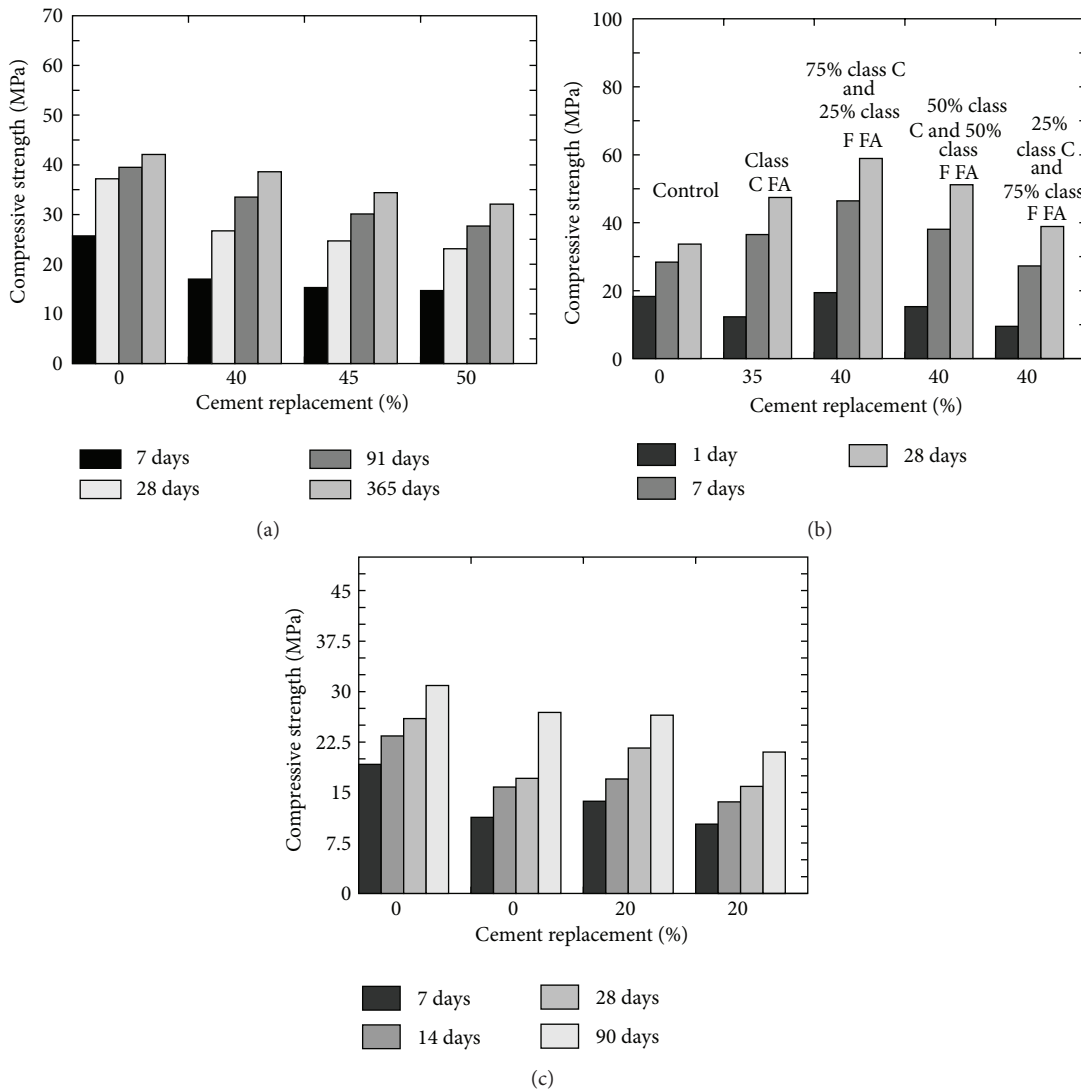 70
60
50
40
30
20
10
0
Compressive strength (MPa)
0 40 45 50
Cement replacement (%)
7 days 91 days
28 days 365 days
(a)
100
80
60
40
20
0
Compressive strength (MPa)
Control
Class
C FA
75% class C
and
25% class
F FA
50% class
C and 50%
class
F FA
25%
class C
and
75% class
F FA
0 35 40 40 40
Cement replacement (%)
1 day 28 days
7 days
(b)
45
37.5
30
22.5
15
7.5
0
Compressive strength (MPa)
0 0 20 20
Cement replacement (%)
7 days 28 days
14 days 90 days
(c)